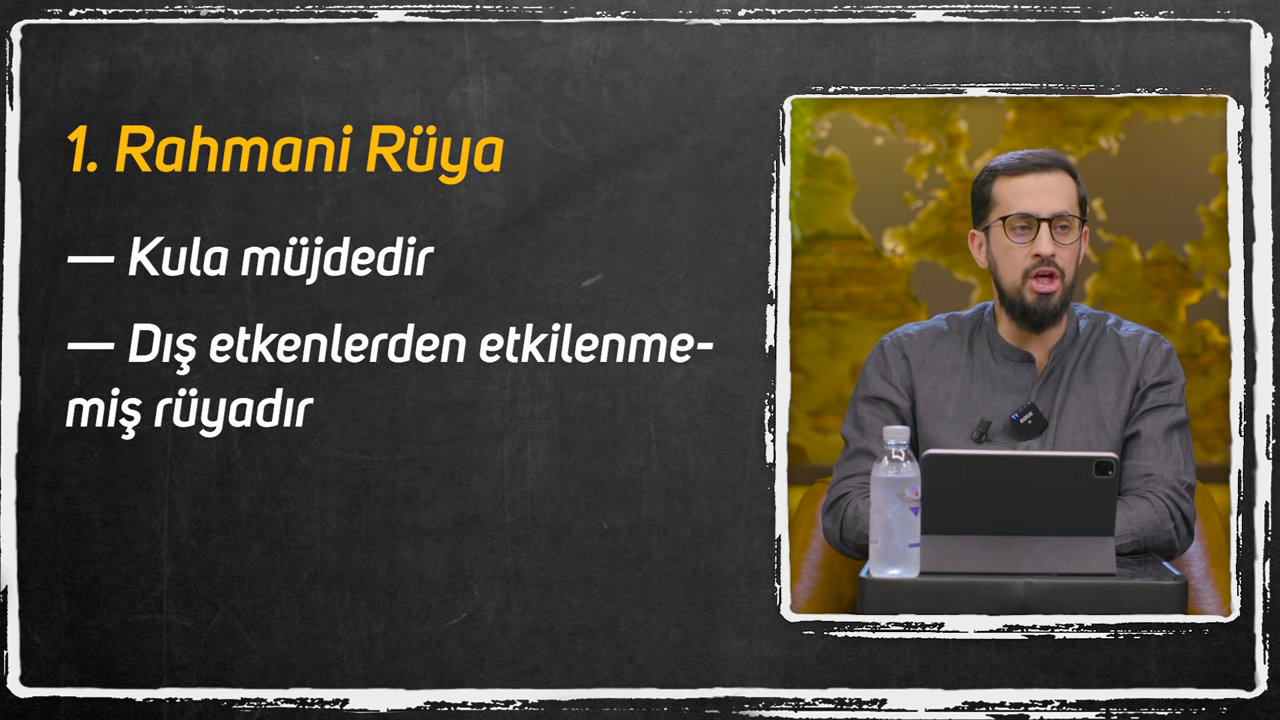 1. Rahmani Rüya
— Kula müjdedir
— Dış etkenlerden etkilenme-
miş rüyadır